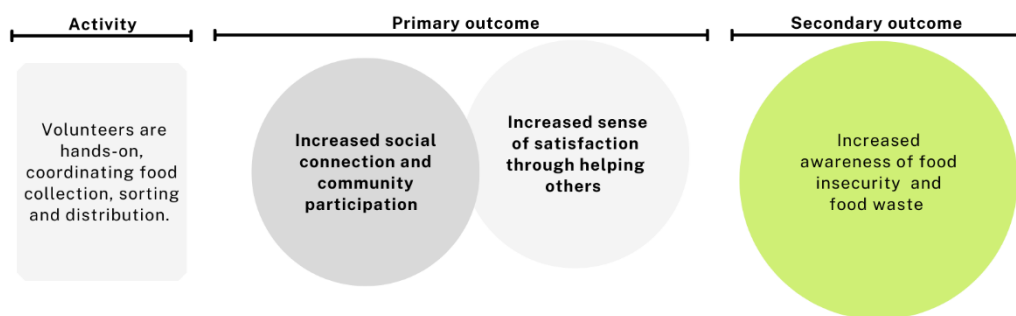 Activity
Primary outcome
Secondary outcome
Volunteers are
hands-on,
coordinating food
collection, sorting
and distribution.
Increased social
connection and
community
participation
Increased sense
of satisfaction
through helping
others
Increased
awareness of food
insecurity and
food waste